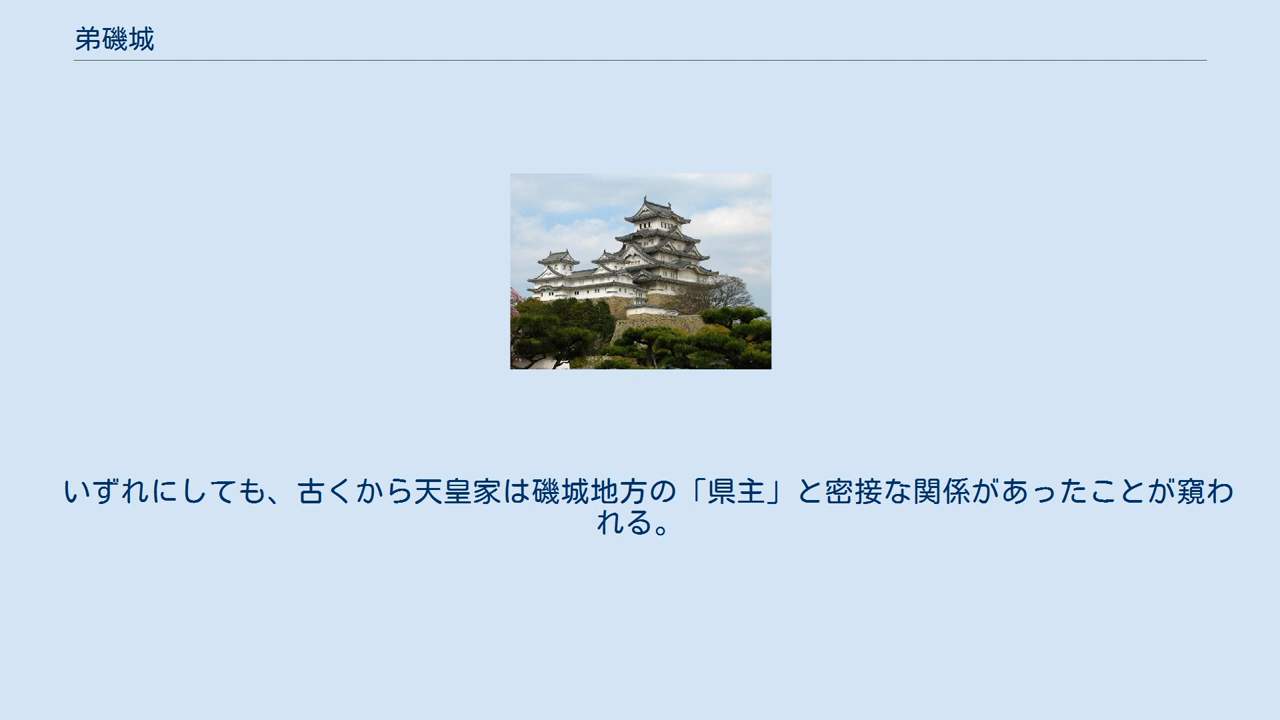 弟磯城
いずれにしても、古くから天皇家は磯城地方の「県主」と密接な関係があったことが窺わ
れる。